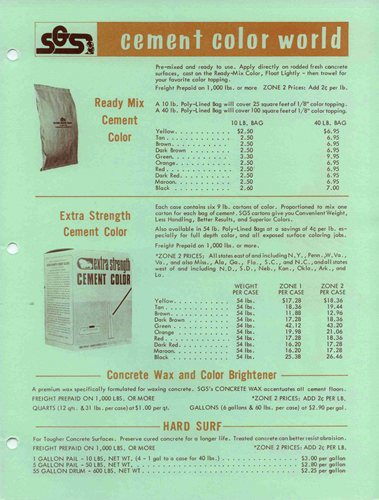 SGS
cement color world
Pre-mixed and ready to use. Apply directly on rodded fresh concrete
surfaces, cast on the Ready-Mix Color, Float Lightly - then trowel for
your favorite color topping.
Freight Prepaid on 1,000 lbs. or more ZONE 2 Prices: Add 2¢ per lb.
Ready Mix
Cement
Color
A 10 lb. Poly-Lined Bag will cover 25 square feet of 1/8" color topping.
A 40 lb. Poly-Lined Bag will cover 100 square feet of 1/8" color topping.
10 LB. BAG 40 LB. BAG
Yellow $2.50 $6.95
Tan 2.50 6.95
Brown 2.50 6.95
Dark Brown 2.50 6.95
Green 3.30 9.95
Orange 2.50 6.95
Red 2.50 6.95
Dark Red 2.50 6.95
Maroon 2.50 6.95
Black 2.60 7.00
Extra Strength
Cement Color
Each case contains six 9 lb. cartons of color. Proportioned to mix one
carton for each bag of cement. SGS cartons give you Convenient Weight,
Less Handling, Better Results, and Superior Colors.
Also available in 54 lb. Poly-Lined Bags at a savings of 4¢ per lb. especially
for full depth color, and all exposed surface coloring jobs.
Freight Prepaid on 1,000 lbs. or more.
*ZONE 2 PRICES: All states east of and including N.Y., Penn., W.Va.,
Va., and also Miss., Ala., Ga., Fla., S.C., and N.C., and all states
west of and including N.D., S.D., Neb., Kan., Okla., Ark., and
La.
extra strength
CEMENT COLOR
WEIGHT PER CASE ZONE 1 PER CASE ZONE 2 PER CASE
Yellow 54 lbs. $17.28 $18.36
Tan 54 lbs. 18.36 19.44
Brown 54 lbs. 11.88 12.96
Dark Brown 54 lbs. 17.28 18.36
Green 54 lbs. 42.12 43.20
Orange 54 lbs. 19.98 21.06
Red 54 lbs. 17.28 18.36
Dark Red 54 lbs. 16.20 17.28
Maroon 54 lbs. 16.20 17.28
Black 54 lbs. 25.38 26.46
Concrete Wax and Color Brightener
A premium wax specifically formulated for waxing concrete. SGS's CONCRETE WAX accentuates all cement floors.
FREIGHT PREPAID ON 1,000 LBS. OR MORE *ZONE 2 PRICES: ADD 2¢ PER LB.
QUARTS (12 qts. & 31 lbs. per case) at $1.00 per qt. GALLONS (6 gallons & 60 lbs. per case) at $2.90 per gal.
HARD SURF
For Tougher Concrete Surfaces. Preserve cured concrete for a longer life. Treated concrete can better resist abraision.
FREIGHT PREPAID ON 1,000 LBS. OR MORE *ZONE 2 PRICES: ADD 2¢ PER LB.
1 GALLON PAIL - 10 LBS. NET WT. (4 - 1 gal to a case for 40 lbs.) $3.00 per gallon
5 GALLON PAIL - 50 LBS. NET WT. $2.80 per gallon
55 GALLON DRUM - 600 LBS. NET WT. $2.25 per gallon